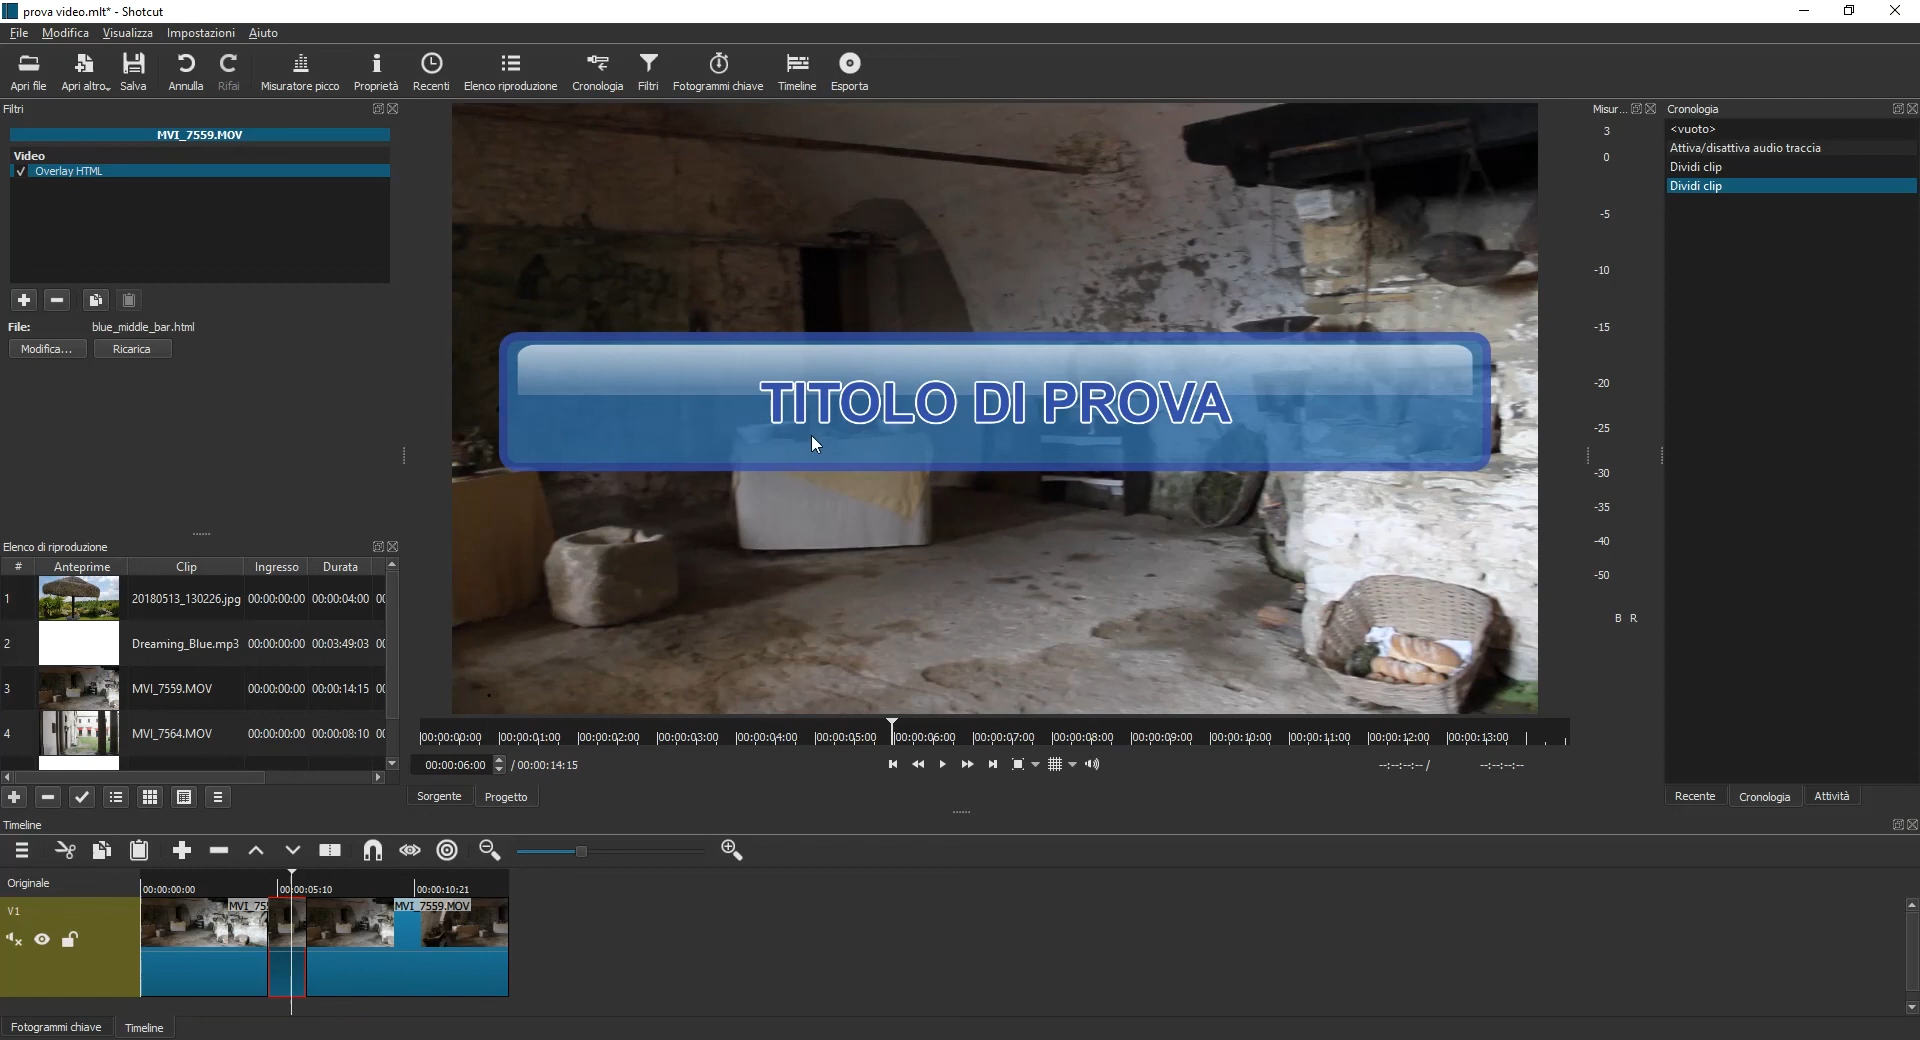 prova video.mlt* - Shotcut
File Modifica Visualizza Impostazioni Aiuto
Apri file Apri altro... Salva Annulla Rifai Misuratore picco Proprietà Recenti Elenco riproduzione Cronologia Filtri Fotogrammi chiave Timeline Esporta
Filtri
MVI_7559.MOV
Video
Overlay HTML
File: blue_middle_bar.html
Modifica... Ricarica
Elenco di riproduzione
# Anteprime Clip Ingresso Durata
1 20180513_130226.jpg 00:00:00:00 00:00:04:00 00
2 Dreaming_Blue.mp3 00:00:00:00 00:03:49:03 00
3 MVI_7559.MOV 00:00:00:00 00:00:14:15 00
4 MVI_7564.MOV 00:00:00:00 00:00:08:10 00
TITOLO DI PROVA
00:00:00:00 00:00:01:00 00:00:02:00 00:00:03:00 00:00:04:00 00:00:05:00 00:00:06:00 00:00:07:00 00:00:08:00 00:00:09:00 00:00:10:00 00:00:11:00 00:00:12:00 00:00:13:00
00:00:06:00 / 00:00:14:15 --:--:--:-- / --:--:--:--
Sorgente Progetto
Misur...
3
0
-5
-10
-15
-20
-25
-30
-35
-40
-50
B R
Cronologia
<vuoto>
Attiva/disattiva audio traccia
Dividi clip
Dividi clip
Recente Cronologia Attività
Timeline
Originale
00:00:00:00 00:00:05:10 00:00:10:21
V1
MVI_755 MVI_7559.MOV
Fotogrammi chiave Timeline